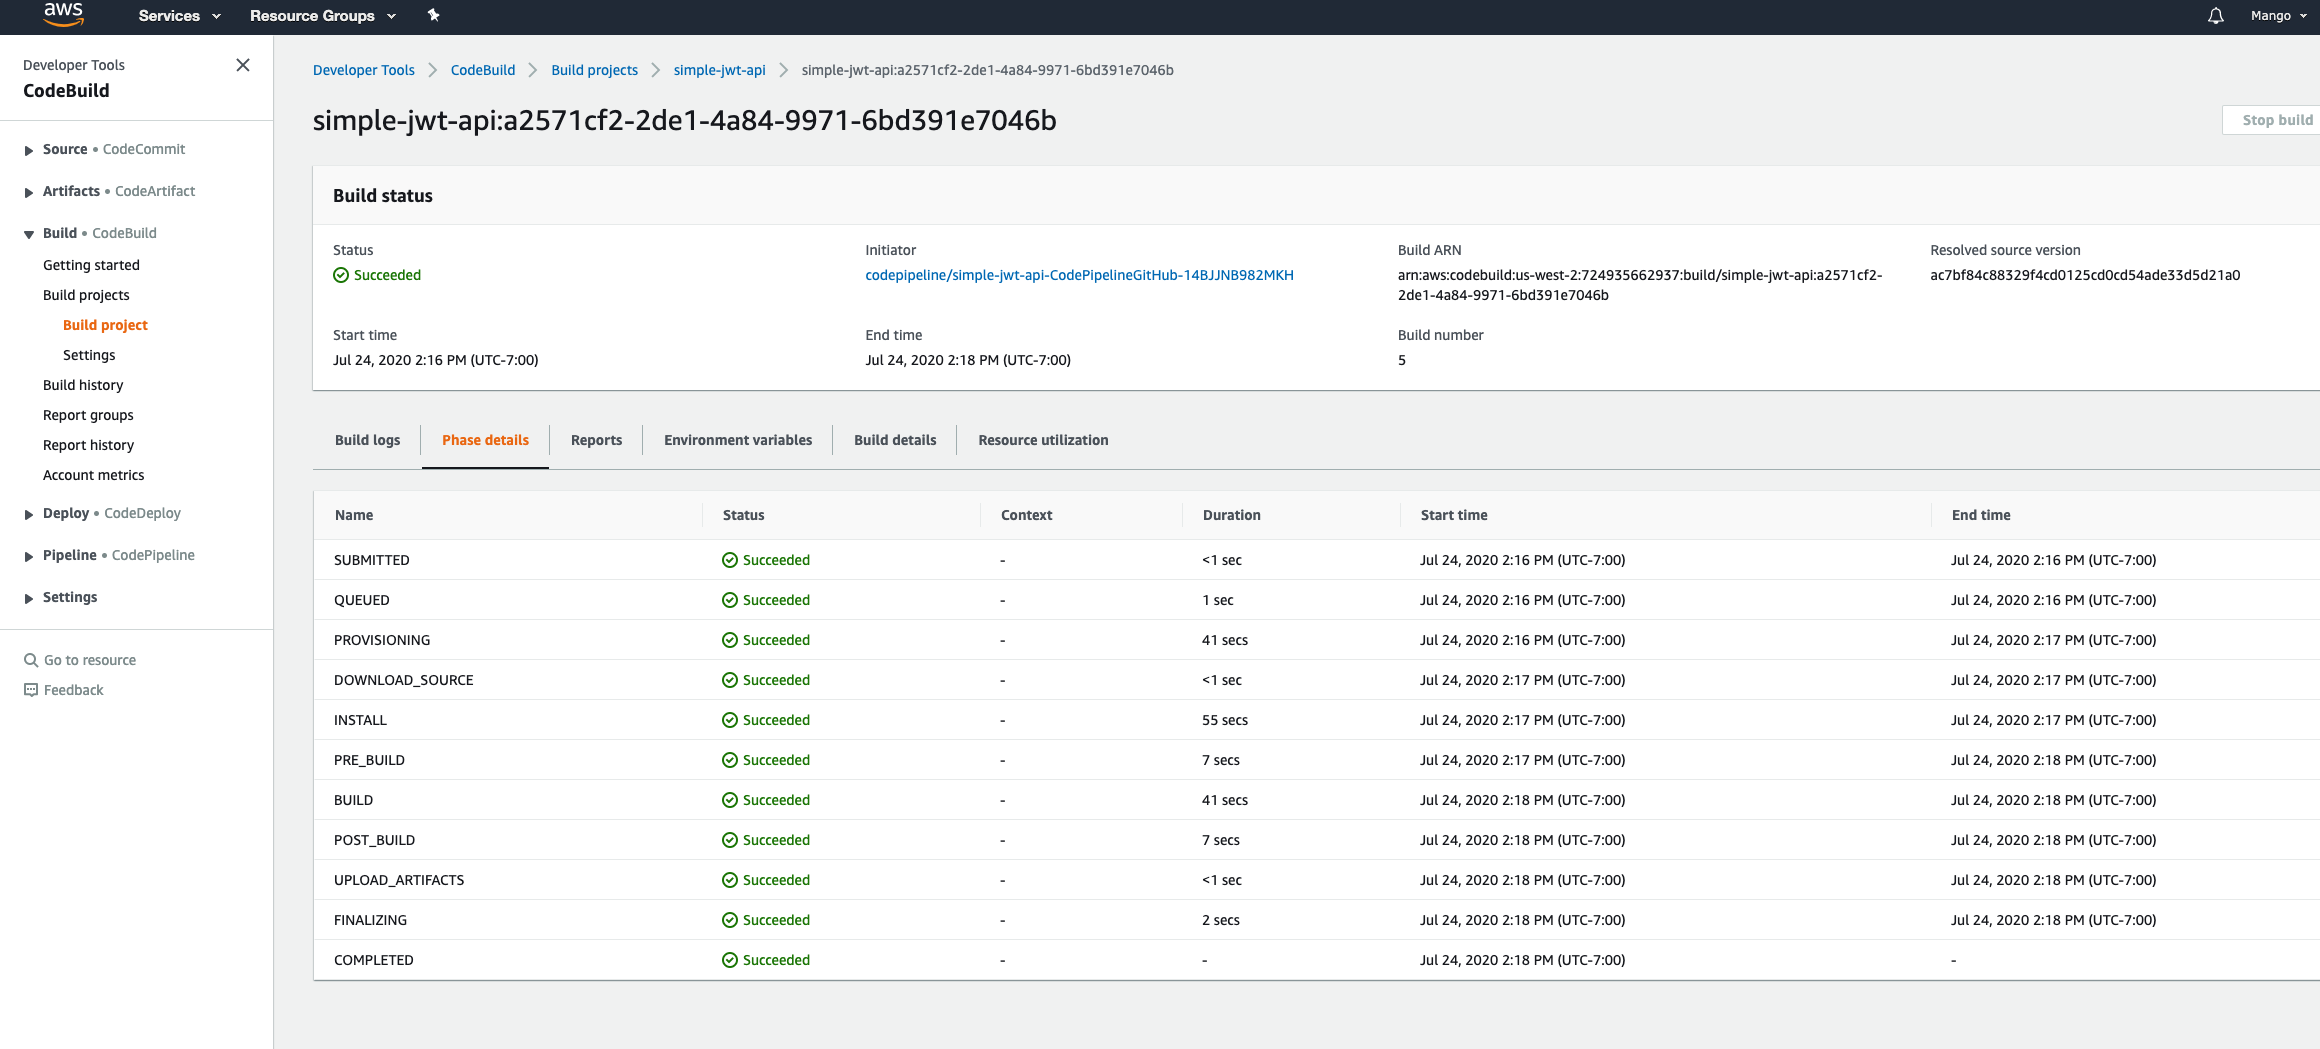 aws Services Resource Groups Mango
Developer Tools
CodeBuild
Source • CodeCommit
Artifacts • CodeArtifact
Build • CodeBuild
Getting started
Build projects
Build project
Settings
Build history
Report groups
Report history
Account metrics
Deploy • CodeDeploy
Pipeline • CodePipeline
Settings
Go to resource
Feedback
Developer Tools CodeBuild Build projects simple-jwt-api simple-jwt-api:a2571cf2-2de1-4a84-9971-6bd391e7046b
simple-jwt-api:a2571cf2-2de1-4a84-9971-6bd391e7046b Stop build
Build status
Status Initiator Build ARN Resolved source version
Succeeded codepipeline/simple-jwt-api-CodePipelineGitHub-14BJJNB982MKH arn:aws:codebuild:us-west-2:724935662937:build/simple-jwt-api:a2571cf2- ac7bf84c88329f4cd0125cd0cd54ade33d5d21a0
2de1-4a84-9971-6bd391e7046b
Start time End time Build number
Jul 24, 2020 2:16 PM (UTC-7:00) Jul 24, 2020 2:18 PM (UTC-7:00) 5
Build logs Phase details Reports Environment variables Build details Resource utilization
Name Status Context Duration Start time End time
SUBMITTED Succeeded - <1 sec Jul 24, 2020 2:16 PM (UTC-7:00) Jul 24, 2020 2:16 PM (UTC-7:00)
QUEUED Succeeded - 1 sec Jul 24, 2020 2:16 PM (UTC-7:00) Jul 24, 2020 2:16 PM (UTC-7:00)
PROVISIONING Succeeded - 41 secs Jul 24, 2020 2:16 PM (UTC-7:00) Jul 24, 2020 2:17 PM (UTC-7:00)
DOWNLOAD_SOURCE Succeeded - <1 sec Jul 24, 2020 2:17 PM (UTC-7:00) Jul 24, 2020 2:17 PM (UTC-7:00)
INSTALL Succeeded - 55 secs Jul 24, 2020 2:17 PM (UTC-7:00) Jul 24, 2020 2:17 PM (UTC-7:00)
PRE_BUILD Succeeded - 7 secs Jul 24, 2020 2:17 PM (UTC-7:00) Jul 24, 2020 2:18 PM (UTC-7:00)
BUILD Succeeded - 41 secs Jul 24, 2020 2:18 PM (UTC-7:00) Jul 24, 2020 2:18 PM (UTC-7:00)
POST_BUILD Succeeded - 7 secs Jul 24, 2020 2:18 PM (UTC-7:00) Jul 24, 2020 2:18 PM (UTC-7:00)
UPLOAD_ARTIFACTS Succeeded - <1 sec Jul 24, 2020 2:18 PM (UTC-7:00) Jul 24, 2020 2:18 PM (UTC-7:00)
FINALIZING Succeeded - 2 secs Jul 24, 2020 2:18 PM (UTC-7:00) Jul 24, 2020 2:18 PM (UTC-7:00)
COMPLETED Succeeded - - Jul 24, 2020 2:18 PM (UTC-7:00) -